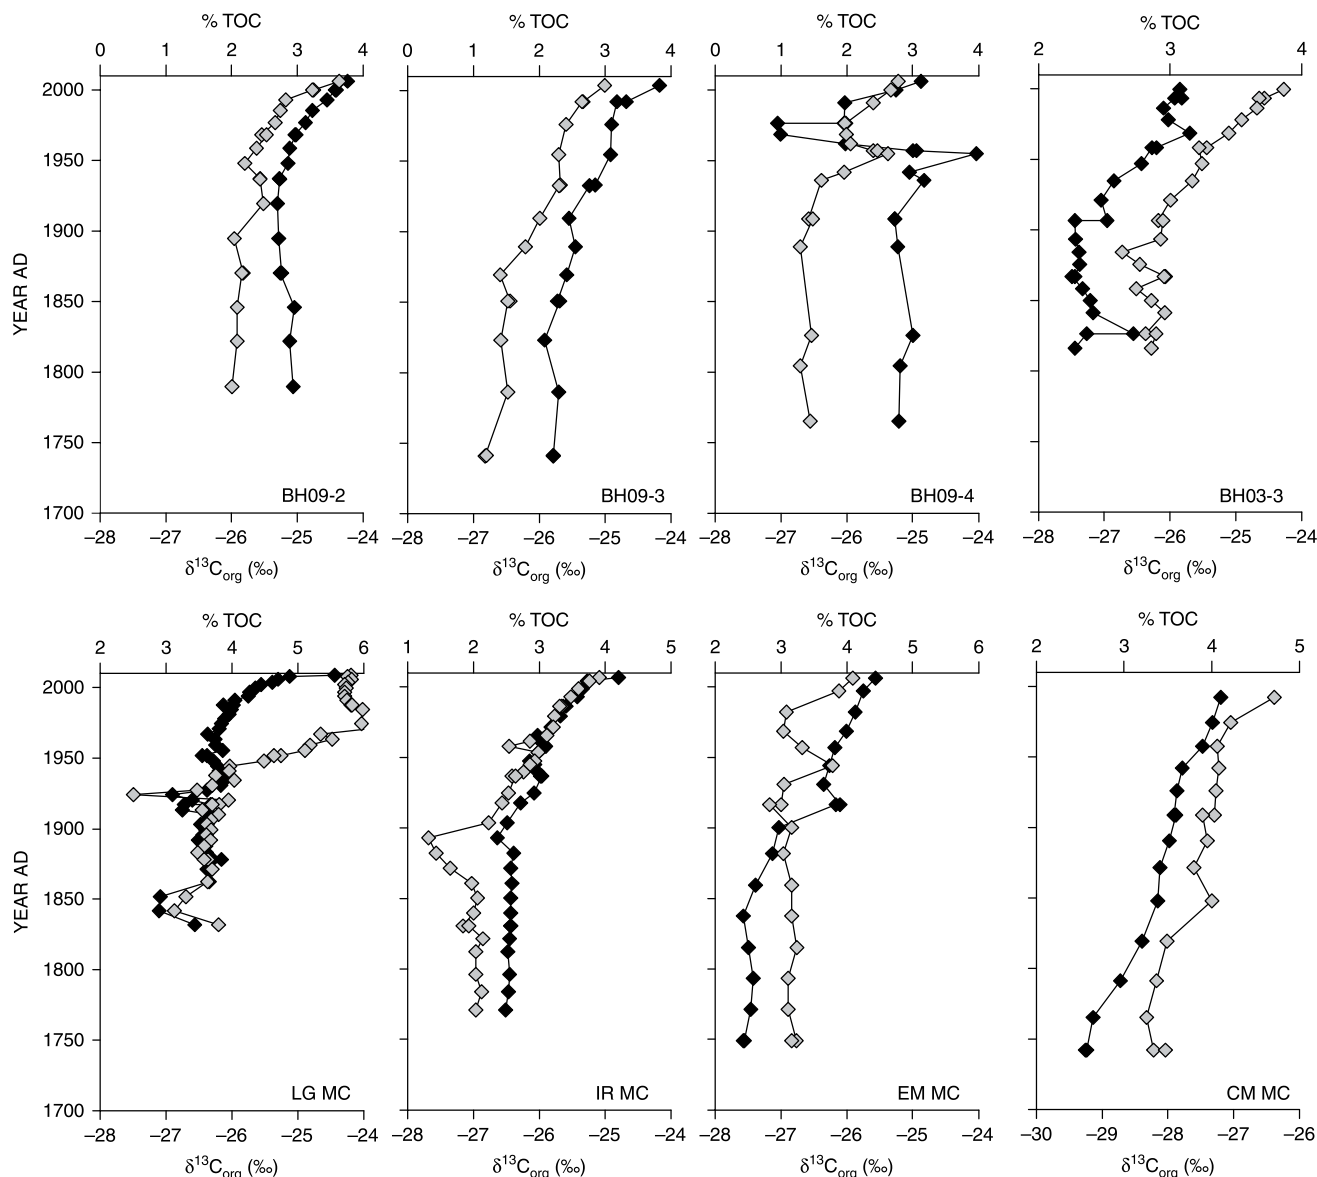 % TOC % TOC % TOC % TOC
0 1 2 3 4 0 1 2 3 4 0 1 2 3 4 2 3 4
2000
1950
1900
1850
1800
1750
1700
YEAR AD
BH09-2 BH09-3 BH09-4 BH03-3
–28 –27 –26 –25 –24 –28 –27 –26 –25 –24 –28 –27 –26 –25 –24 –28 –27 –26 –25 –24
δ13Corg (‰) δ13Corg (‰) δ13Corg (‰) δ13Corg (‰)
% TOC % TOC % TOC % TOC
2 3 4 5 6 1 2 3 4 5 2 3 4 5 6 2 3 4 5
2000
1950
1900
1850
1800
1750
1700
YEAR AD
LG MC IR MC EM MC CM MC
–28 –27 –26 –25 –24 –28 –27 –26 –25 –24 –28 –27 –26 –25 –24 –30 –29 –28 –27 –26
δ13Corg (‰) δ13Corg (‰) δ13Corg (‰) δ13Corg (‰)